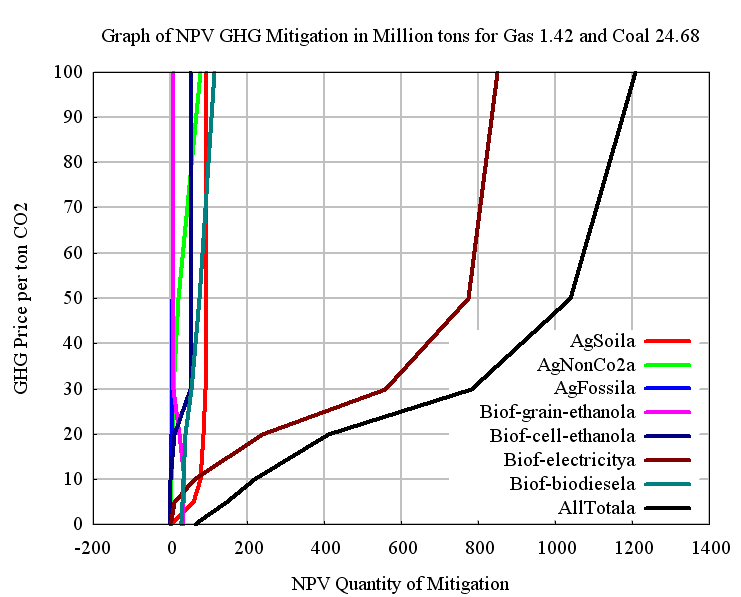 Graph of NPV GHG Mitigation in Million tons for Gas 1.42 and Coal 24.68
100
90
80
70
60
50
40
30
20
10
0
GHG Price per ton CO2
AgSoila
AgNonCo2a
AgFossila
Biof-grain-ethanola
Biof-cell-ethanola
Biof-electricitya
Biof-biodiesela
AllTotala
-200 0 200 400 600 800 1000 1200 1400
NPV Quantity of Mitigation